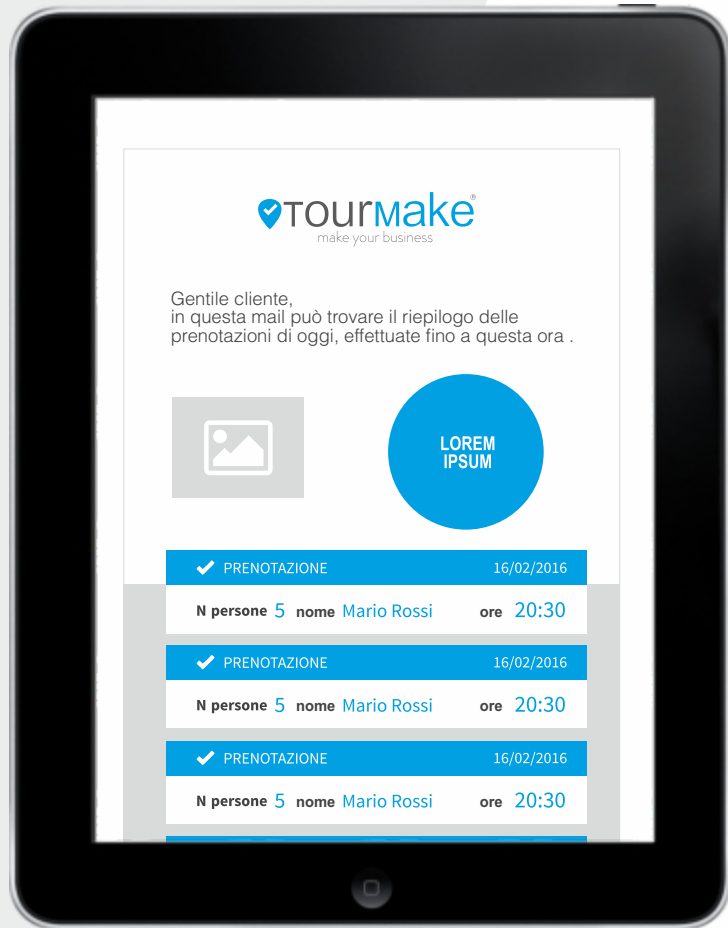 TourMake®
make your business
Gentile cliente,
in questa mail può trovare il riepilogo delle
prenotazioni di oggi, effettuate fino a questa ora .
LOREM
IPSUM
PRENOTAZIONE 16/02/2016
N persone 5 nome Mario Rossi ore 20:30
PRENOTAZIONE 16/02/2016
N persone 5 nome Mario Rossi ore 20:30
PRENOTAZIONE 16/02/2016
N persone 5 nome Mario Rossi ore 20:30